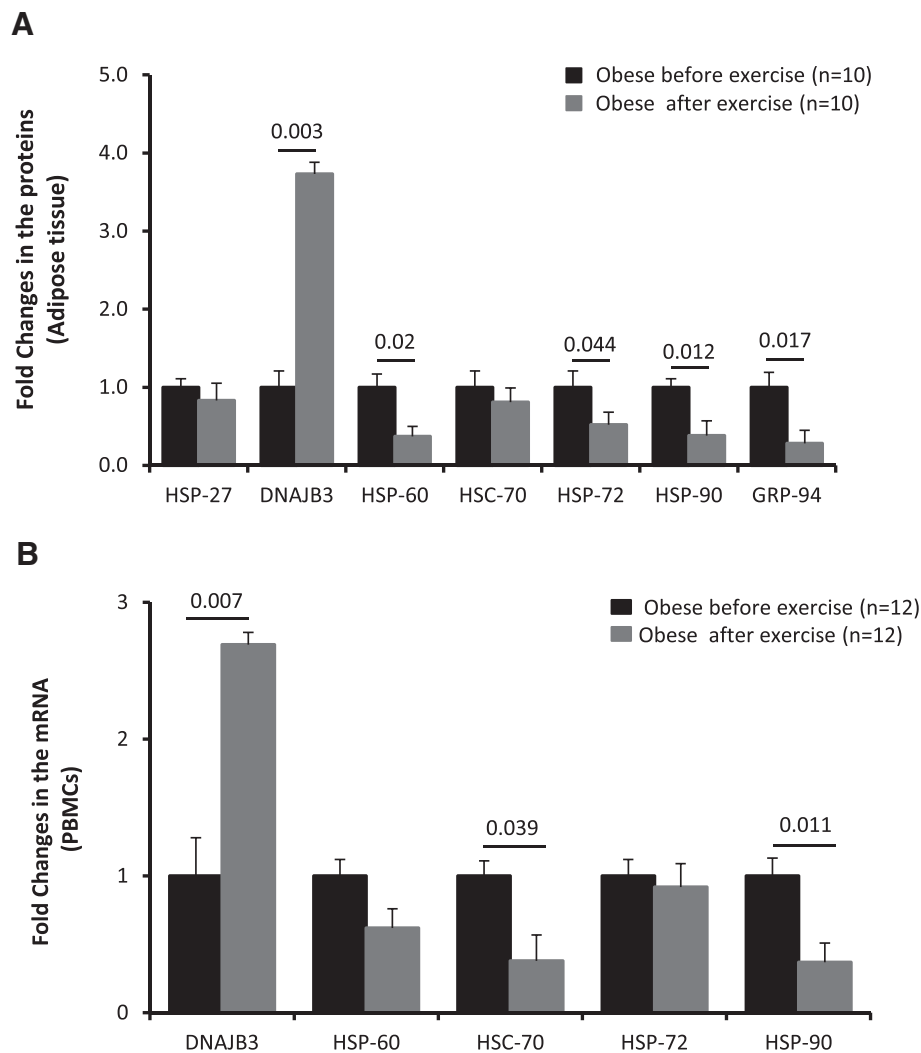 A
Fold Changes in the proteins
(Adipose tissue)
5.0
4.0
3.0
2.0
1.0
0.0
Obese before exercise (n=10)
Obese after exercise (n=10)
0.003
0.02
0.044
0.012
0.017
HSP-27 DNAJB3 HSP-60 HSC-70 HSP-72 HSP-90 GRP-94
B
Fold Changes in the mRNA
(PBMCs)
3
2
1
0
Obese before exercise (n=12)
Obese after exercise (n=12)
0.007
0.039
0.011
DNAJB3 HSP-60 HSC-70 HSP-72 HSP-90